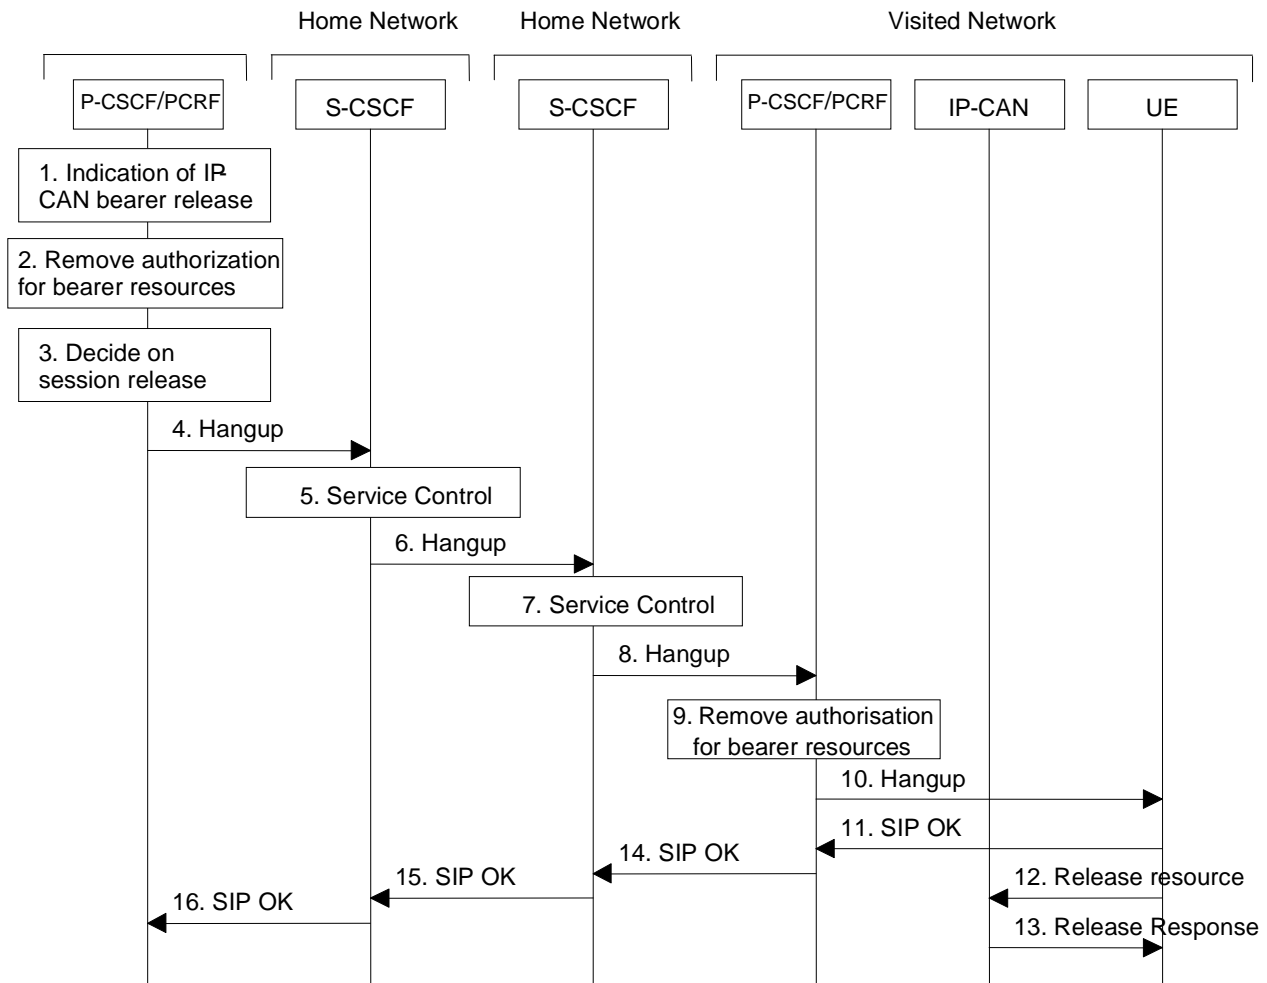 Home Network
Home Network
Visited Network
P-CSCF/PCRF
S-CSCF
S-CSCF
P-CSCF/PCRF
IP-CAN
UE
1. Indication of IP-
CAN bearer release
2. Remove authorization
for bearer resources
3. Decide on
session release
4. Hangup
5. Service Control
6. Hangup
7. Service Control
8. Hangup
9. Remove authorisation
for bearer resources
10. Hangup
11. SIP OK
14. SIP OK
15. SIP OK
12. Release resource
16. SIP OK
13. Release Response